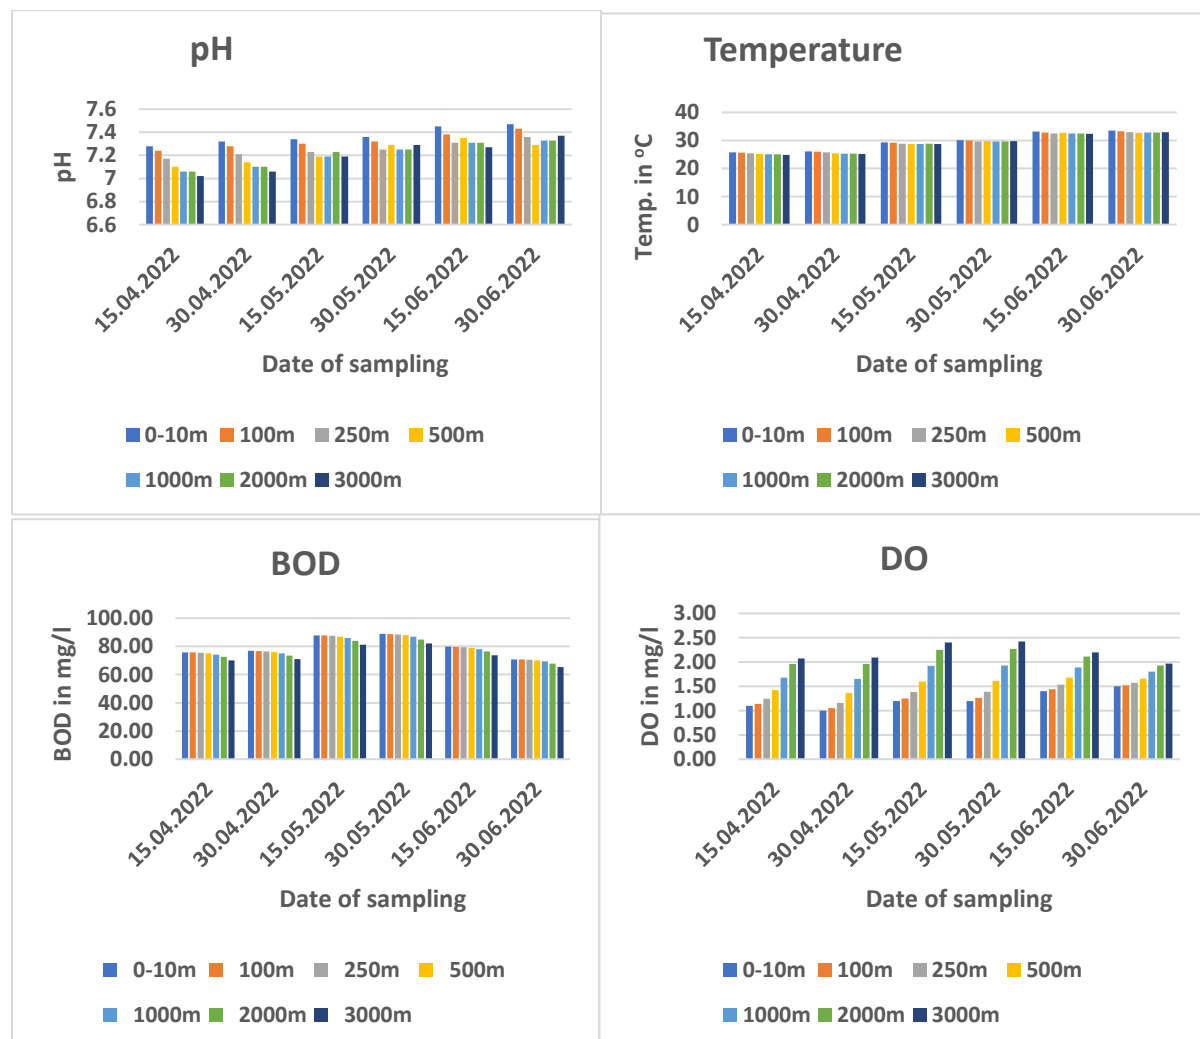 pH
pH
7.6
7.4
7.2
7
6.8
6.6
15.04.2022
30.04.2022
15.05.2022
30.05.2022
15.06.2022
30.06.2022
Date of sampling
0-10m 100m 250m 500m
1000m 2000m 3000m
Temperature
Temp. in ºC
40
30
20
10
0
15.04.2022
30.04.2022
15.05.2022
30.05.2022
15.06.2022
30.06.2022
Date of sampling
0-10m 100m 250m 500m
1000m 2000m 3000m
BOD
BOD in mg/l
100.00
80.00
60.00
40.00
20.00
0.00
15.04.2022
30.04.2022
15.05.2022
30.05.2022
15.06.2022
30.06.2022
Date of sampling
0-10m 100m 250m 500m
1000m 2000m 3000m
DO
DO in mg/l
3.00
2.50
2.00
1.50
1.00
0.50
0.00
15.04.2022
30.04.2022
15.05.2022
30.05.2022
15.06.2022
30.06.2022
Date of sampling
0-10m 100m 250m 500m
1000m 2000m 3000m